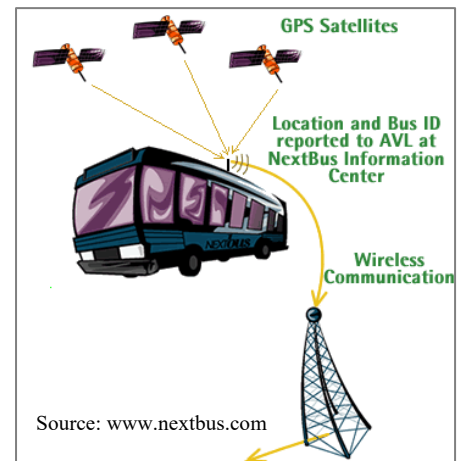 GPS Satellites
Location and Bus ID
reported to AVL at
NextBus Information
Center
NEXTBUS
Wireless
Communication
Source: www.nextbus.com